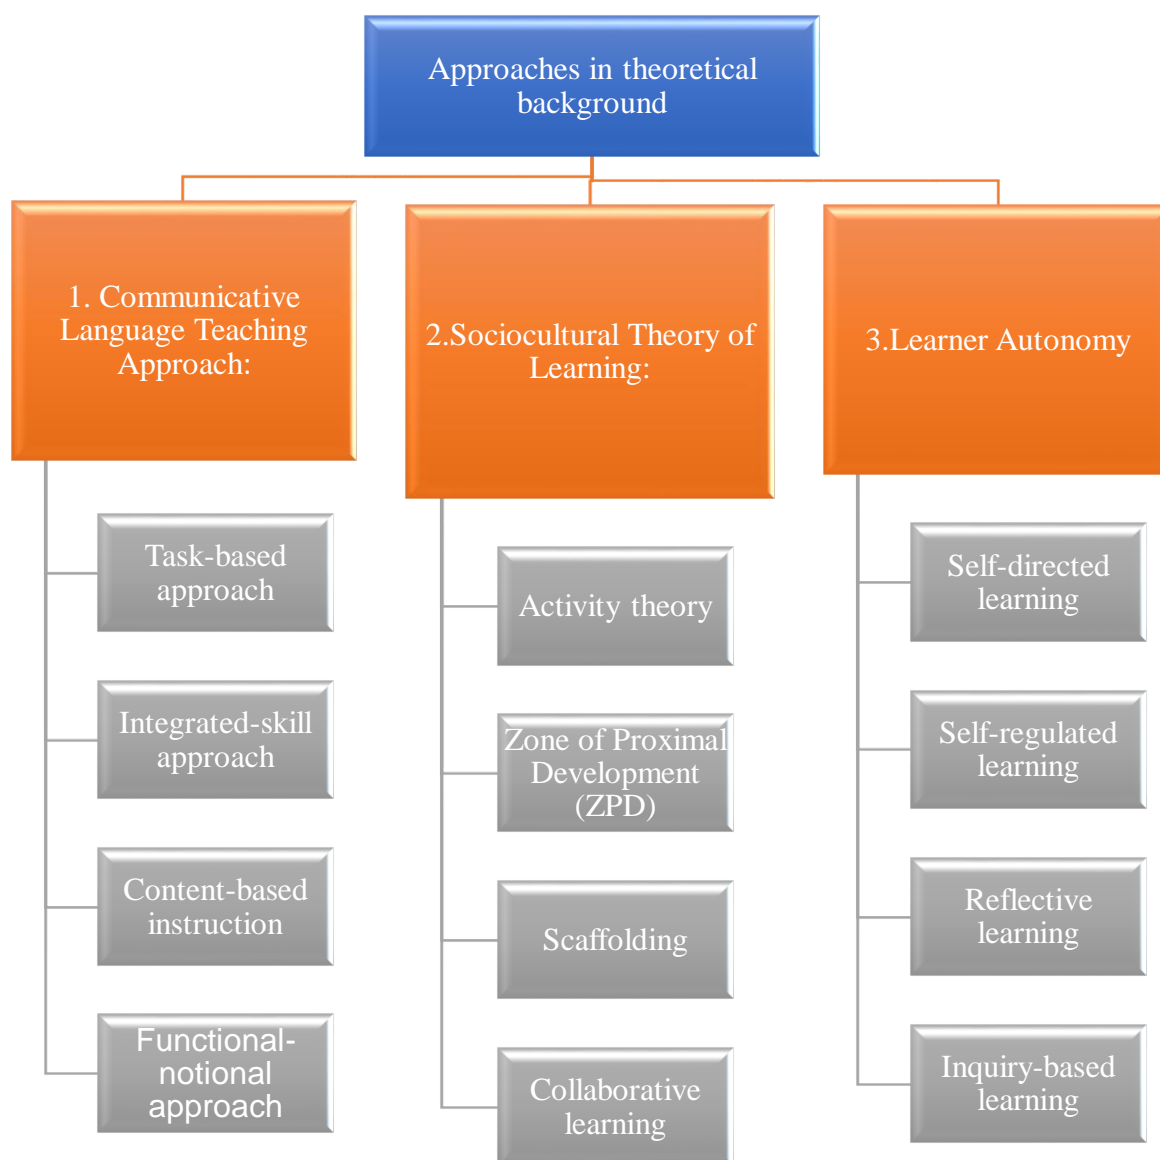 Approaches in theoretical
background
1. Communicative
Language Teaching
Approach:
Task-based
approach
Integrated-skill
approach
Content-based
instruction
Functional-
notional
approach
2.Sociocultural Theory of
Learning:
Activity theory
Zone of Proximal
Development
(ZPD)
Scaffolding
Collaborative
learning
3.Learner Autonomy
Self-directed
learning
Self-regulated
learning
Reflective
learning
Inquiry-based
learning